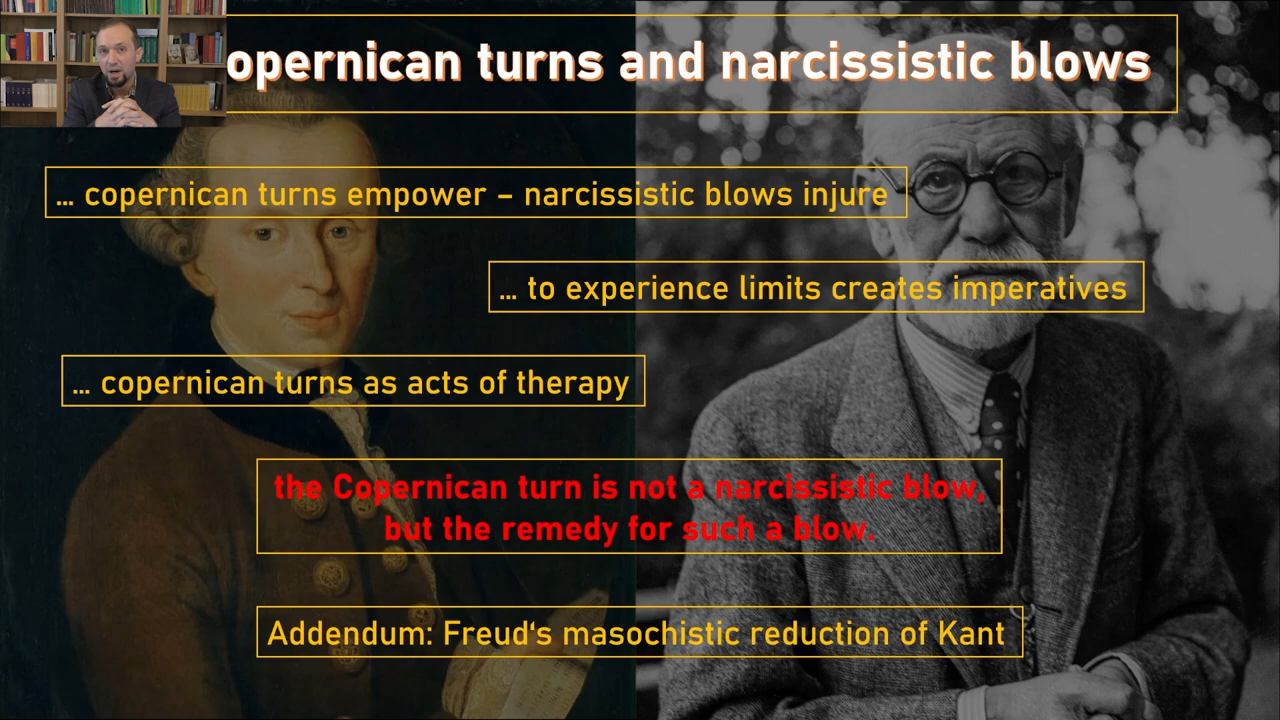 opernican turns and narcissistic blows
... copernican turns empower – narcissistic blows injure
... to experience limits creates imperatives
... copernican turns as acts of therapy
the Copernican turn is not a narcissistic blow,
but the remedy for such a blow.
Addendum: Freud‘s masochistic reduction of Kant